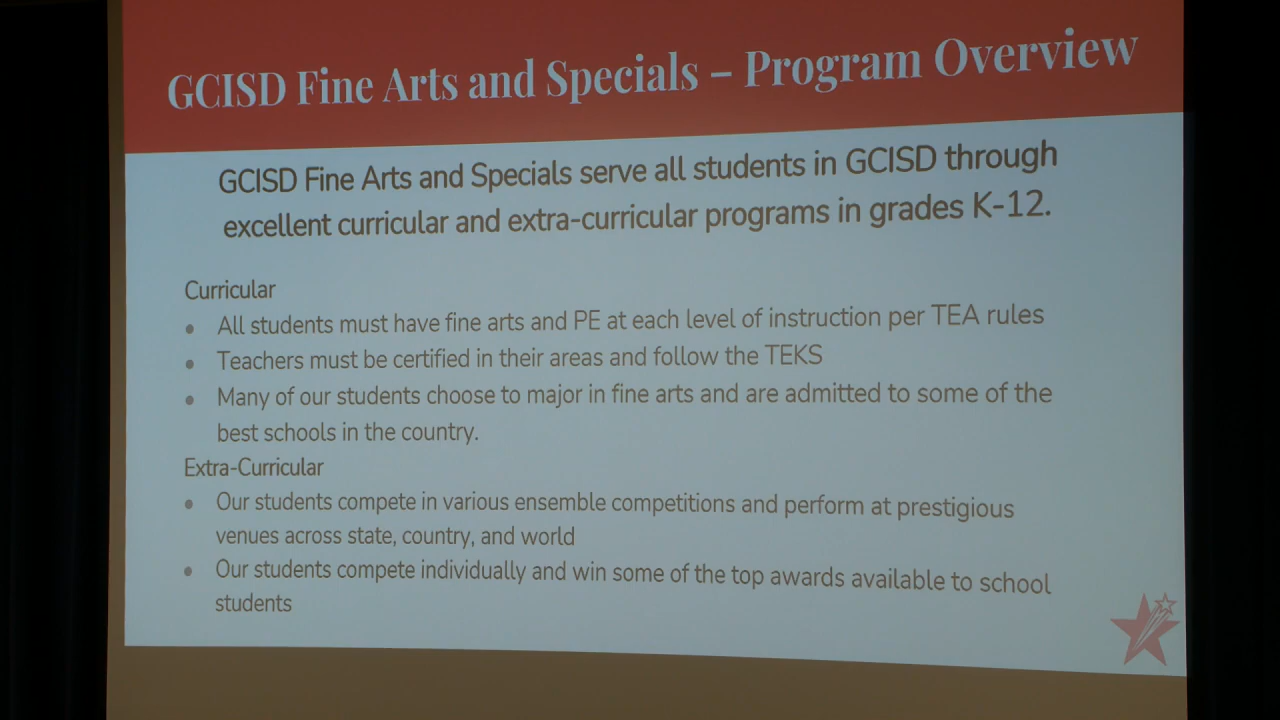 GCISD Fine Arts and Specials – Program Overview
GCISD Fine Arts and Specials serve all students in GCISD through
excellent curricular and extra-curricular programs in grades K-12.
Curricular
• All students must have fine arts and PE at each level of instruction per TEA rules
• Teachers must be certified in their areas and follow the TEKS
• Many of our students choose to major in fine arts and are admitted to some of the
best schools in the country.
Extra-Curricular
• Our students compete in various ensemble competitions and perform at prestigious
venues across state, country, and world
• Our students compete individually and win some of the top awards available to school
students